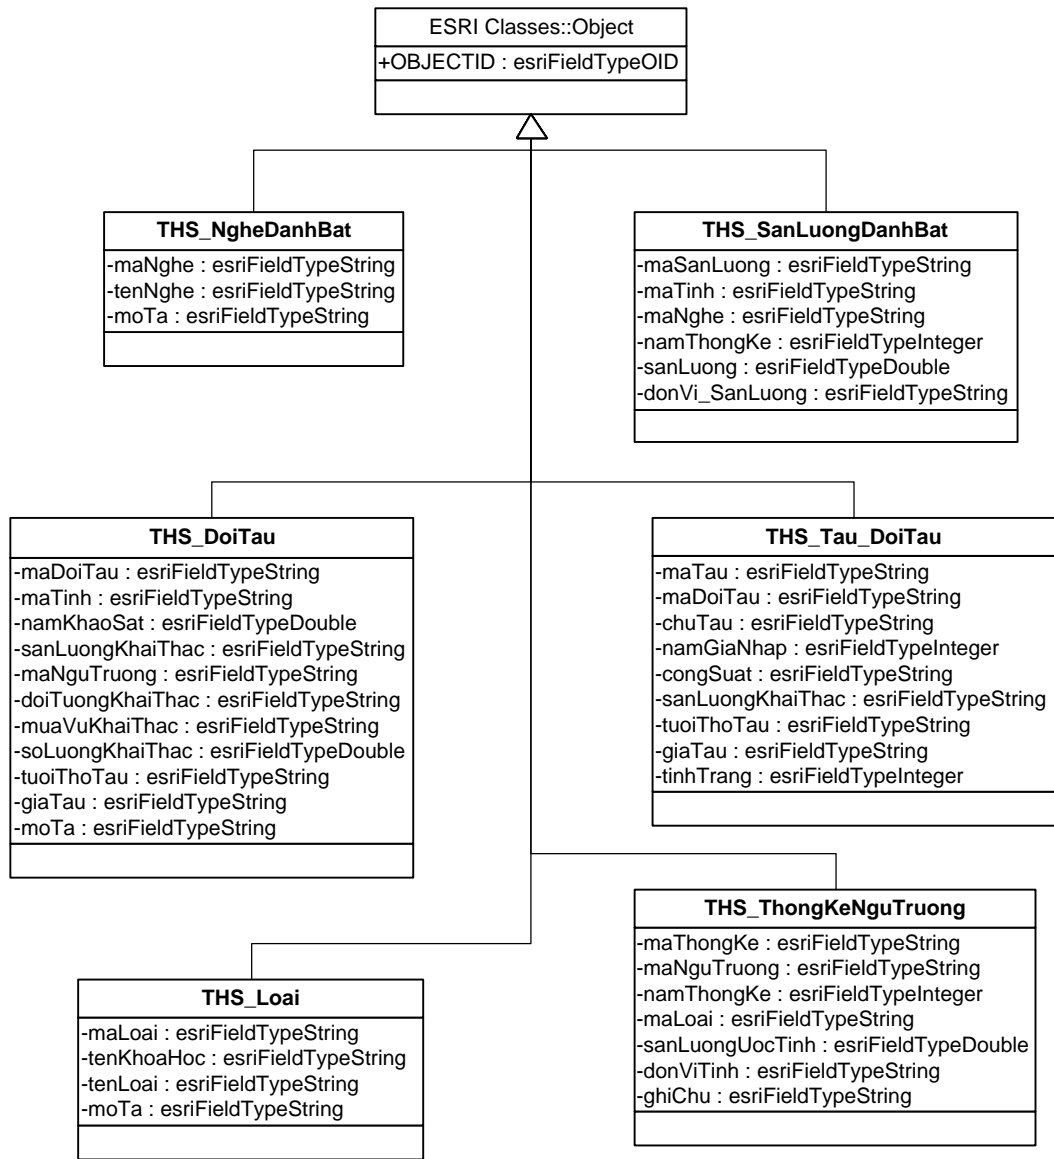 ESRI Classes::Object
+OBJECTID : esriFieldTypeOID
THS_NgheDanhBat
-maNghe : esriFieldTypeString
-tenNghe : esriFieldTypeString
-moTa : esriFieldTypeString
THS_SanLuongDanhBat
-maSanLuong : esriFieldTypeString
-maTinh : esriFieldTypeString
-maNghe : esriFieldTypeString
-namThongKe : esriFieldTypeInteger
-sanLuong : esriFieldTypeDouble
-donVi_SanLuong : esriFieldTypeString
THS_DoiTau
-maDoiTau : esriFieldTypeString
-maTinh : esriFieldTypeString
-namKhaoSat : esriFieldTypeDouble
-sanLuongKhaiThac : esriFieldTypeString
-maNguTruong : esriFieldTypeString
-doiTuongKhaiThac : esriFieldTypeString
-muaVuKhaiThac : esriFieldTypeString
-soLuongKhaiThac : esriFieldTypeDouble
-tuoiThoTau : esriFieldTypeString
-giaTau : esriFieldTypeString
-moTa : esriFieldTypeString
THS_Tau_DoiTau
-maTau : esriFieldTypeString
-maDoiTau : esriFieldTypeString
-chuTau : esriFieldTypeString
-namGiaNhap : esriFieldTypeInteger
-congSuat : esriFieldTypeString
-sanLuongKhaiThac : esriFieldTypeString
-tuoiThoTau : esriFieldTypeString
-giaTau : esriFieldTypeString
-tinhTrang : esriFieldTypeInteger
THS_Loai
-maLoai : esriFieldTypeString
-tenKhoaHoc : esriFieldTypeString
-tenLoai : esriFieldTypeString
-moTa : esriFieldTypeString
THS_ThongKeNguTruong
-maThongKe : esriFieldTypeString
-maNguTruong : esriFieldTypeString
-namThongKe : esriFieldTypeInteger
-maLoai : esriFieldTypeString
-sanLuongUocTinh : esriFieldTypeDouble
-donViTinh : esriFieldTypeString
-ghiChu : esriFieldTypeString